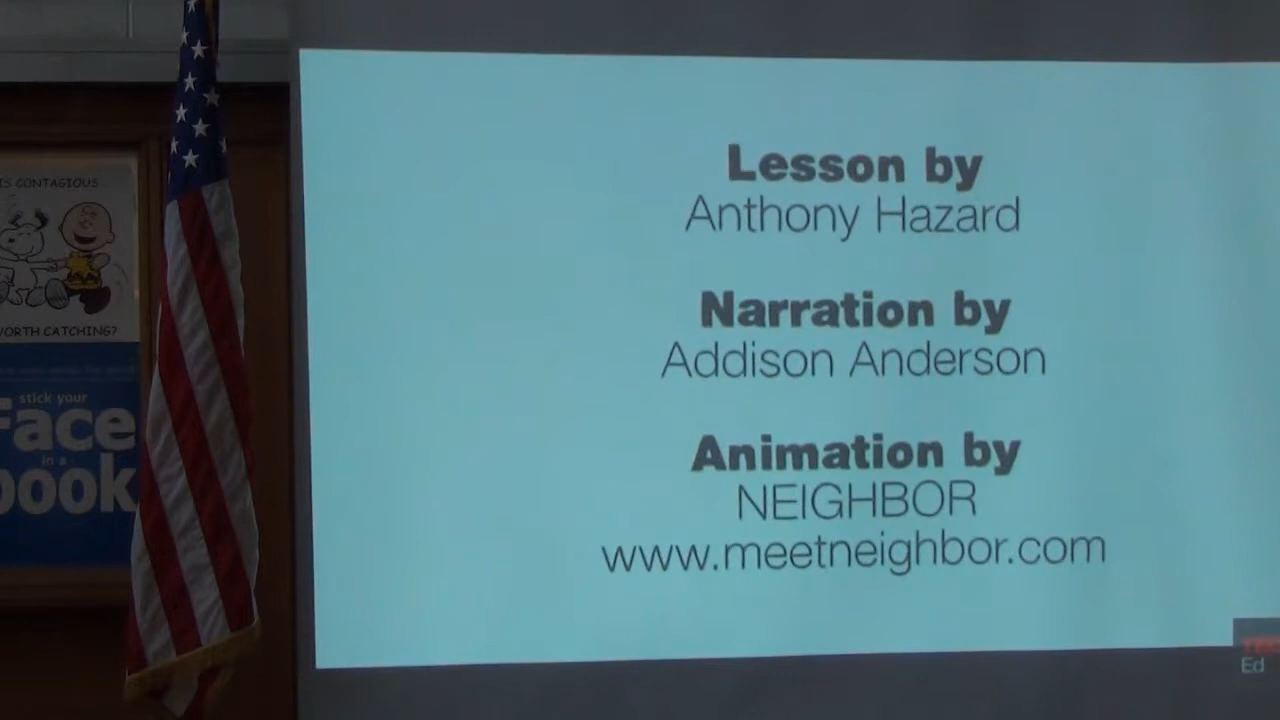 IS CONTAGIOUS
WORTH CATCHING?
stick your
Face
in a
book
Lesson by
Anthony Hazard
Narration by
Addison Anderson
Animation by
NEIGHBOR
www.meetneighbor.com
TED
Ed